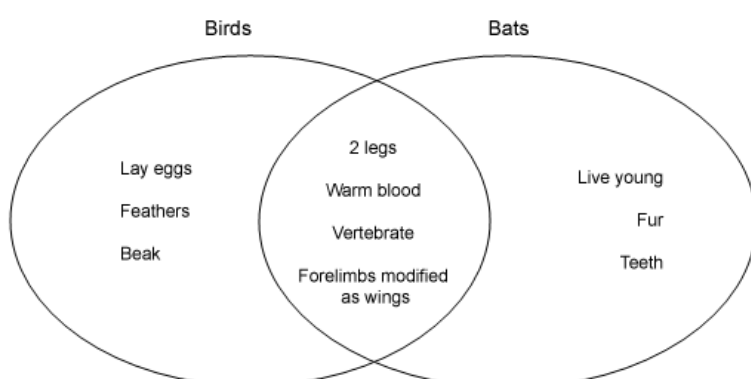 Birds
Bats
Lay eggs
Feathers
Beak
2 legs
Warm blood
Vertebrate
Forelimbs modified
as wings
Live young
Fur
Teeth